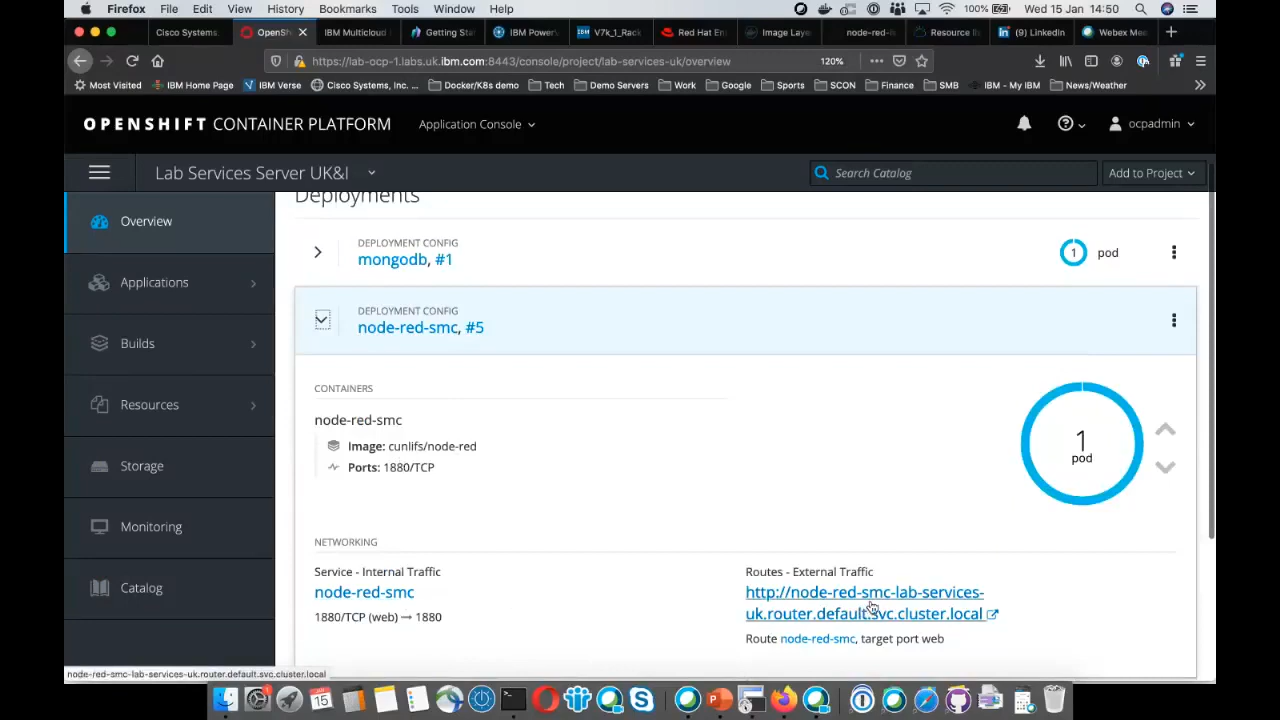 Firefox File Edit View History Bookmarks Tools Window Help 100% Wed 15 Jan 14:50
Cisco Systems, OpenSh IBM Multicloud Getting Sta IBM Power V7k_1_Rack Red Hat En Image Laye node-red-is Resource li (1) LinkedIn Webex Mee
https://lab-ocp-1.labs.uk.ibm.com:8443/console/project/lab-services-uk/overview 120%
Most Visited IBM Home Page IBM Verse Cisco Systems, Inc. ... Docker/K8s demo Tech Demo Servers Work Google Sports SCON Finance SMB IBM - My IBM News/Weather
OPENSHIFT CONTAINER PLATFORM Application Console ocpadmin
Lab Services Server UK&I Search Catalog Add to Project
Deployments
Overview
Applications
Builds
Resources
Storage
Monitoring
Catalog
DEPLOYMENT CONFIG
mongodb, #1 1 pod
DEPLOYMENT CONFIG
node-red-smc, #5
CONTAINERS
node-red-smc
Image: cunlifs/node-red
Ports: 1880/TCP
1
pod
NETWORKING
Service - Internal Traffic
node-red-smc
1880/TCP (web) → 1880
Routes - External Traffic
http://node-red-smc-lab-services-
uk.router.default.svc.cluster.local
Route node-red-smc, target port web
node-red-smc-lab-services-uk.router.default.svc.cluster.local
15